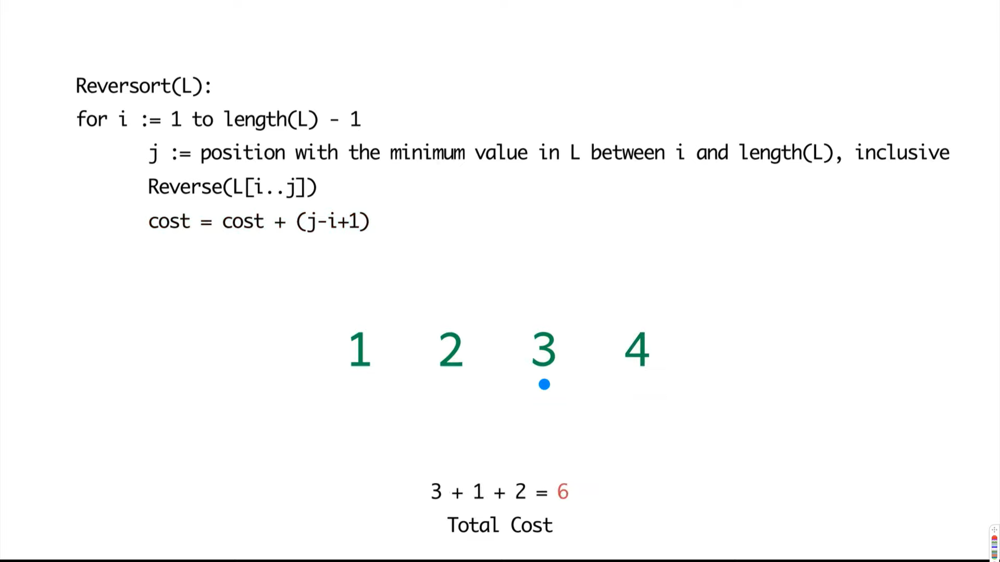 Reversort(L):
for i := 1 to length(L) - 1
j := position with the minimum value in L between i and length(L), inclusive
Reverse(L[i..j])
cost = cost + (j-i+1)
1 2 3 4
3 + 1 + 2 = 6
Total Cost